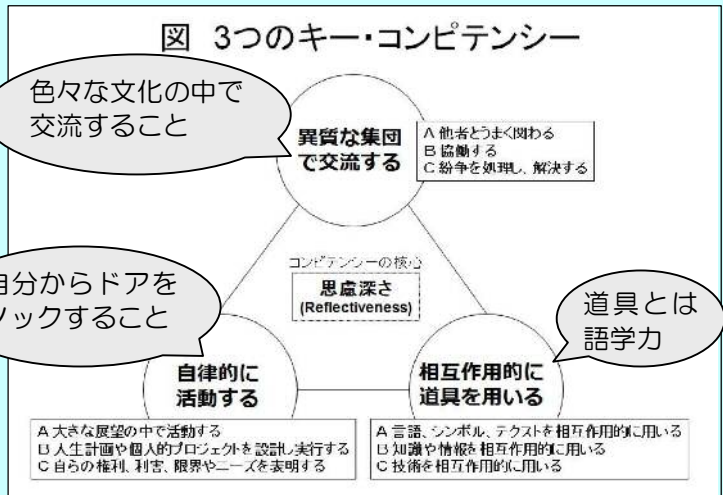 図 3つのキー・コンピテンシー
色々な文化の中で
交流すること
異質な集団
で交流する
A 他者とうまく関わる
B 協働する
C 紛争を処理し、解決する
コンピテンシーの核心
思慮深さ
(Reflectiveness)
自分からドアを
ノックすること
道具とは
語学力
自律的に
活動する
相互作用的に
道具を用いる
A 大きな展望の中で活動する
B 人生計画や個人的プロジェクトを設計し実行する
C 自らの権利、利害、限界やニーズを表明する
A 言語、シンボル、テクストを相互作用的に用いる
B 知識や情報を相互作用的に用いる
C 技術を相互作用的に用いる